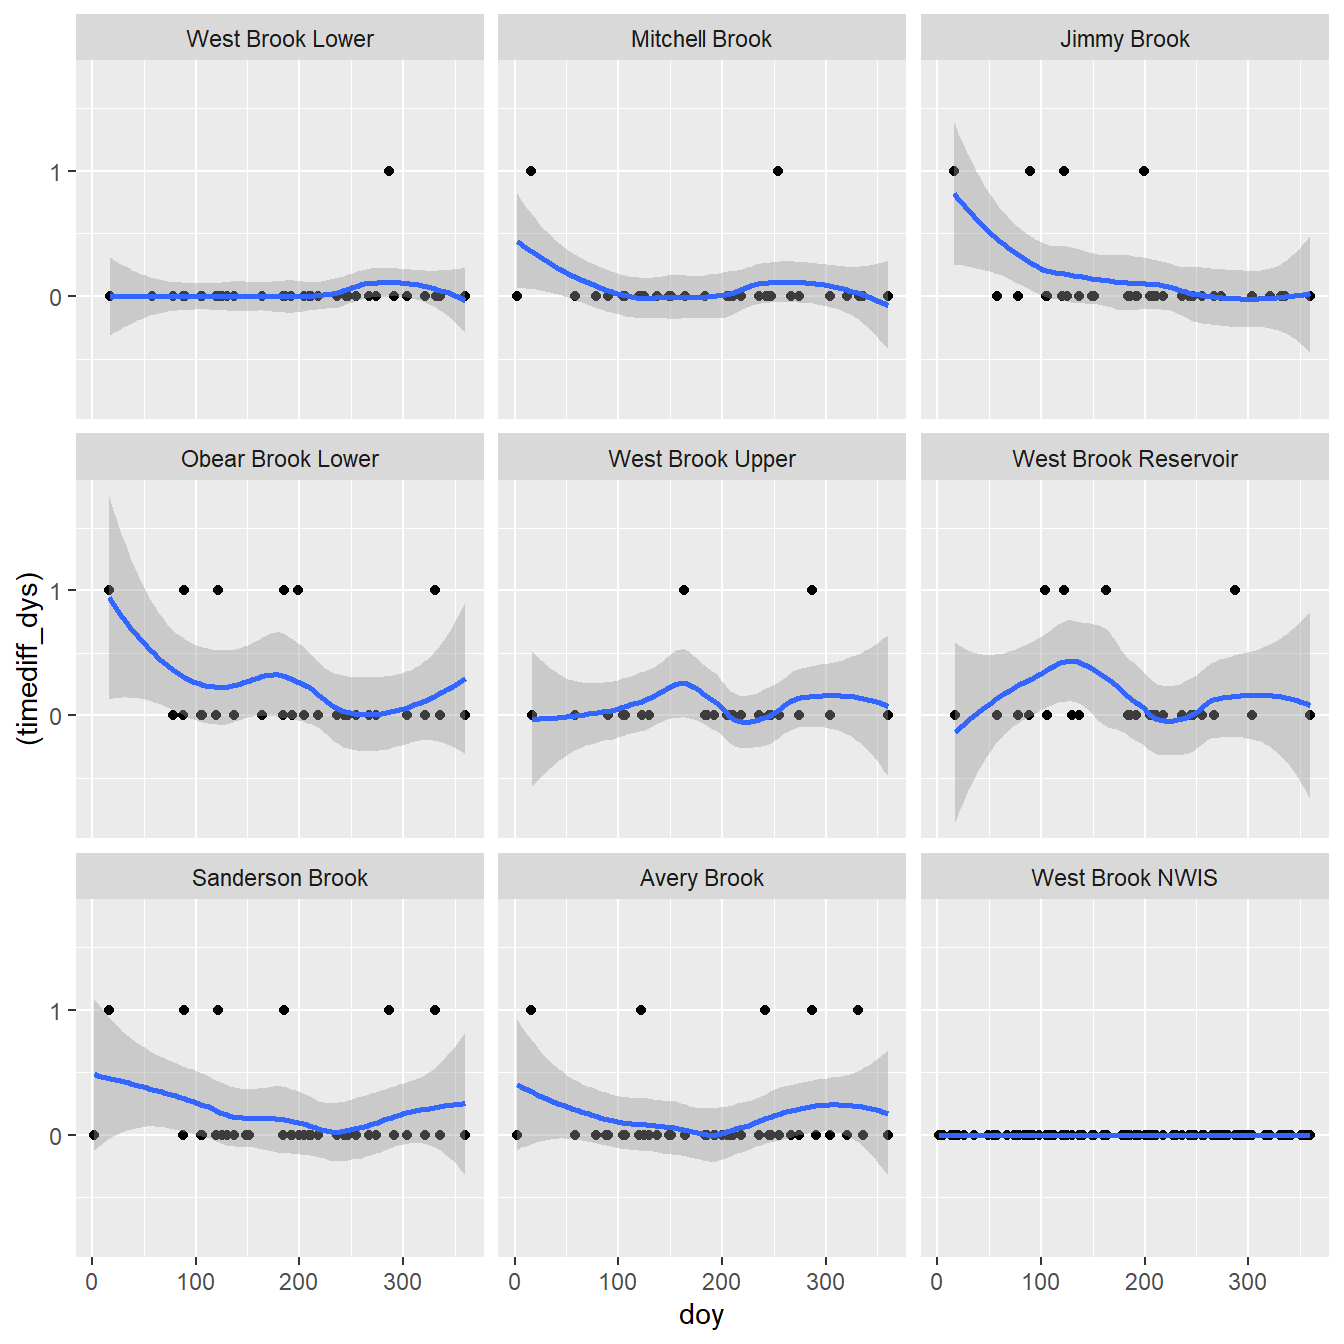 West Brook Lower
Mitchell Brook
Jimmy Brook
1
0
Obear Brook Lower
West Brook Upper
West Brook Reservoir
1
0
(timediff_dys)
Sanderson Brook
Avery Brook
West Brook NWIS
1
0
0 100 200 300
0 100 200 300
0 100 200 300
doy